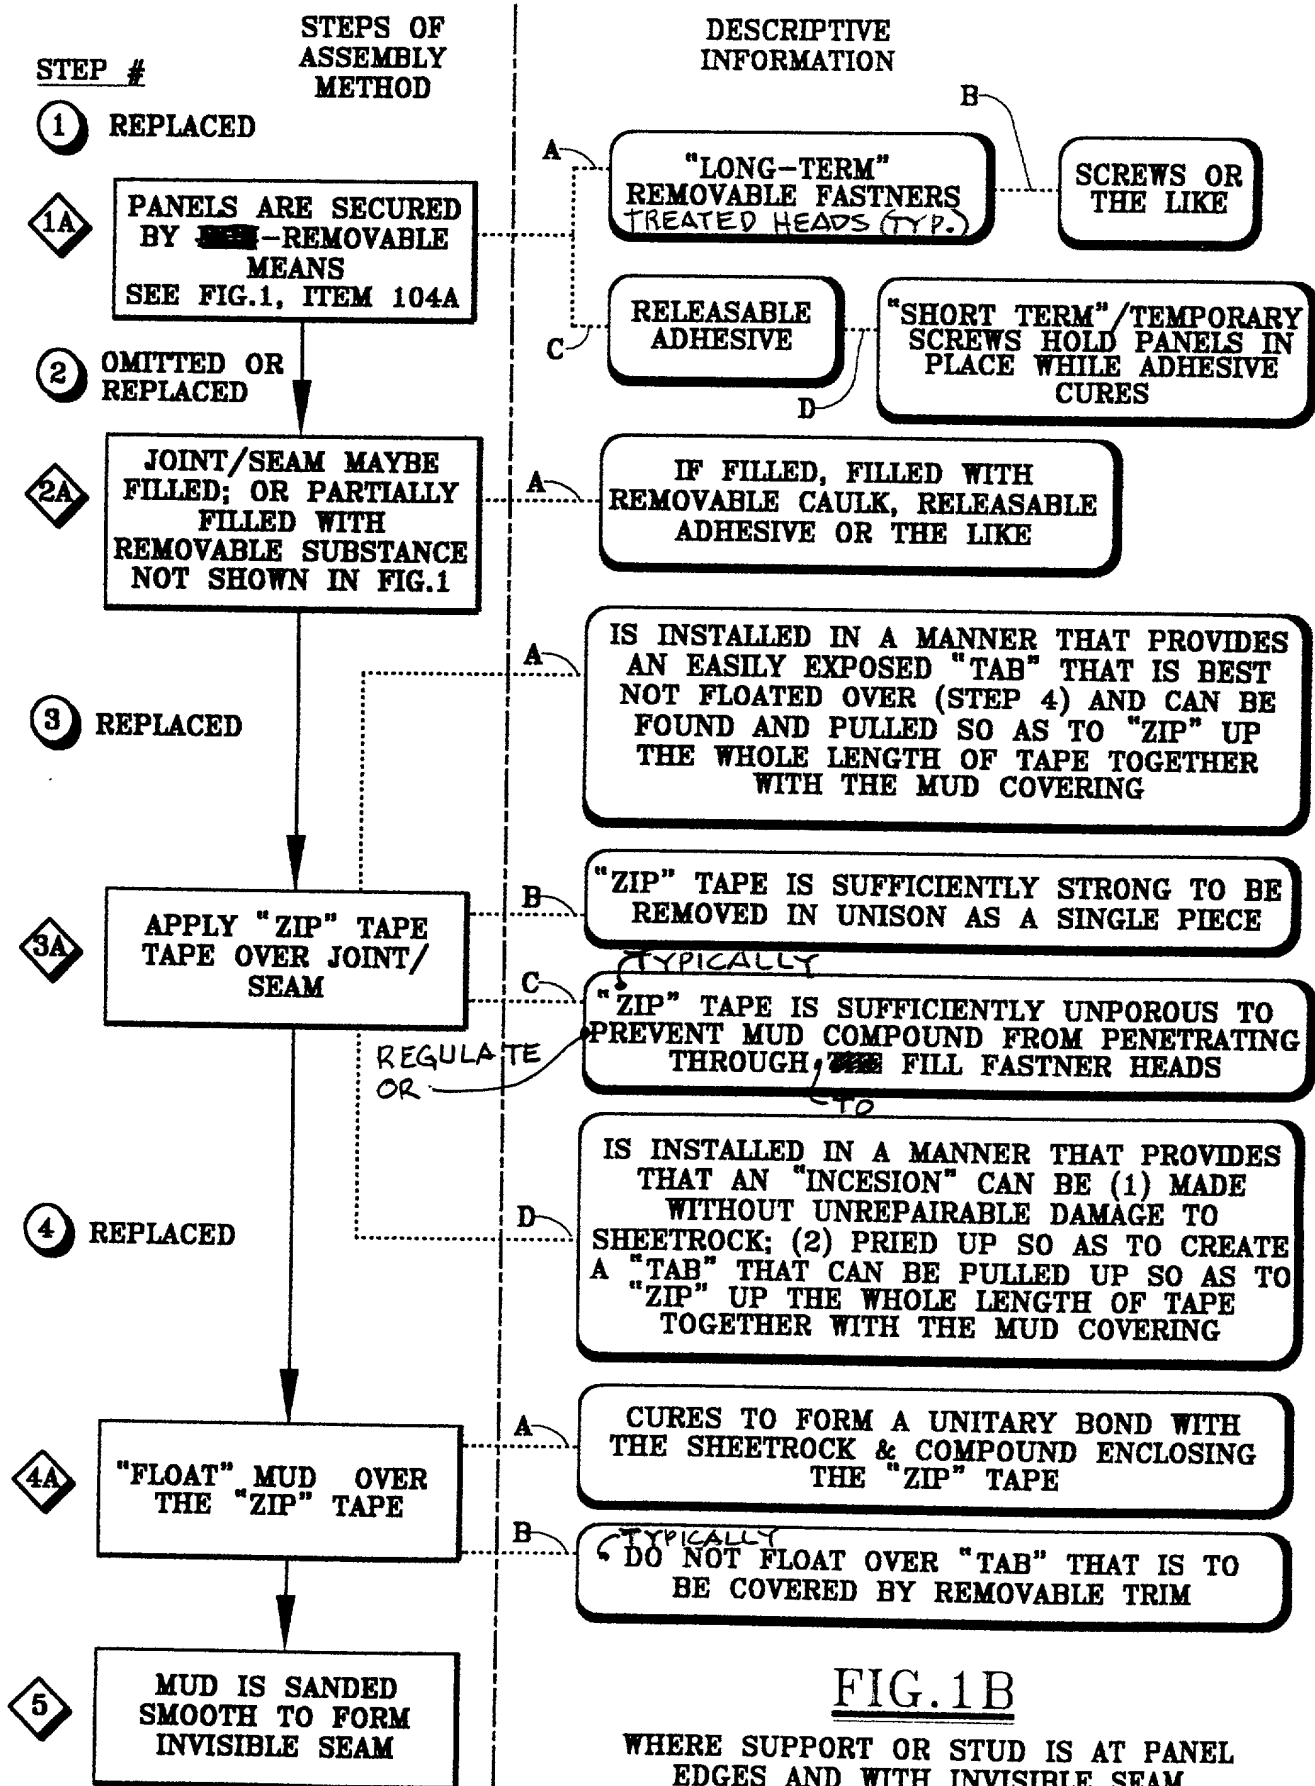 STEPS OF
ASSEMBLY
METHOD
DESCRIPTIVE
INFORMATION
STEP #
1 REPLACED
1A
PANELS ARE SECURED
BY -REMOVABLE
MEANS
SEE FIG.1, ITEM 104A
A
"LONG-TERM"
REMOVABLE FASTNERS
TREATED HEADS (TYP.)
B
SCREWS OR
THE LIKE
C
RELEASABLE
ADHESIVE
D
"SHORT TERM"/TEMPORARY
SCREWS HOLD PANELS IN
PLACE WHILE ADHESIVE
CURES
2 OMITTED OR
REPLACED
2A
JOINT/SEAM MAYBE
FILLED; OR PARTIALLY
FILLED WITH
REMOVABLE SUBSTANCE
NOT SHOWN IN FIG.1
A
IF FILLED, FILLED WITH
REMOVABLE CAULK, RELEASABLE
ADHESIVE OR THE LIKE
3 REPLACED
A
IS INSTALLED IN A MANNER THAT PROVIDES
AN EASILY EXPOSED "TAB" THAT IS BEST
NOT FLOATED OVER (STEP 4) AND CAN BE
FOUND AND PULLED SO AS TO "ZIP" UP
THE WHOLE LENGTH OF TAPE TOGETHER
WITH THE MUD COVERING
3A
APPLY "ZIP" TAPE
TAPE OVER JOINT/
SEAM
B
"ZIP" TAPE IS SUFFICIENTLY STRONG TO BE
REMOVED IN UNISON AS A SINGLE PIECE
C
TYPICALLY
"ZIP" TAPE IS SUFFICIENTLY UNPOROUS TO
PREVENT MUD COMPOUND FROM PENETRATING
THROUGH FILL FASTNER HEADS
REGULATE
OR
TO
4 REPLACED
D
IS INSTALLED IN A MANNER THAT PROVIDES
THAT AN "INCESION" CAN BE (1) MADE
WITHOUT UNREPAIRABLE DAMAGE TO
SHEETROCK; (2) PRIED UP SO AS TO CREATE
A "TAB" THAT CAN BE PULLED UP SO AS TO
"ZIP" UP THE WHOLE LENGTH OF TAPE
TOGETHER WITH THE MUD COVERING
4A
"FLOAT" MUD OVER
THE "ZIP" TAPE
A
CURES TO FORM A UNITARY BOND WITH
THE SHEETROCK & COMPOUND ENCLOSING
THE "ZIP" TAPE
B
TYPICALLY
DO NOT FLOAT OVER "TAB" THAT IS TO
BE COVERED BY REMOVABLE TRIM
5
MUD IS SANDED
SMOOTH TO FORM
INVISIBLE SEAM
FIG.1B
WHERE SUPPORT OR STUD IS AT PANEL
EDGES AND WITH INVISIBLE SEAM